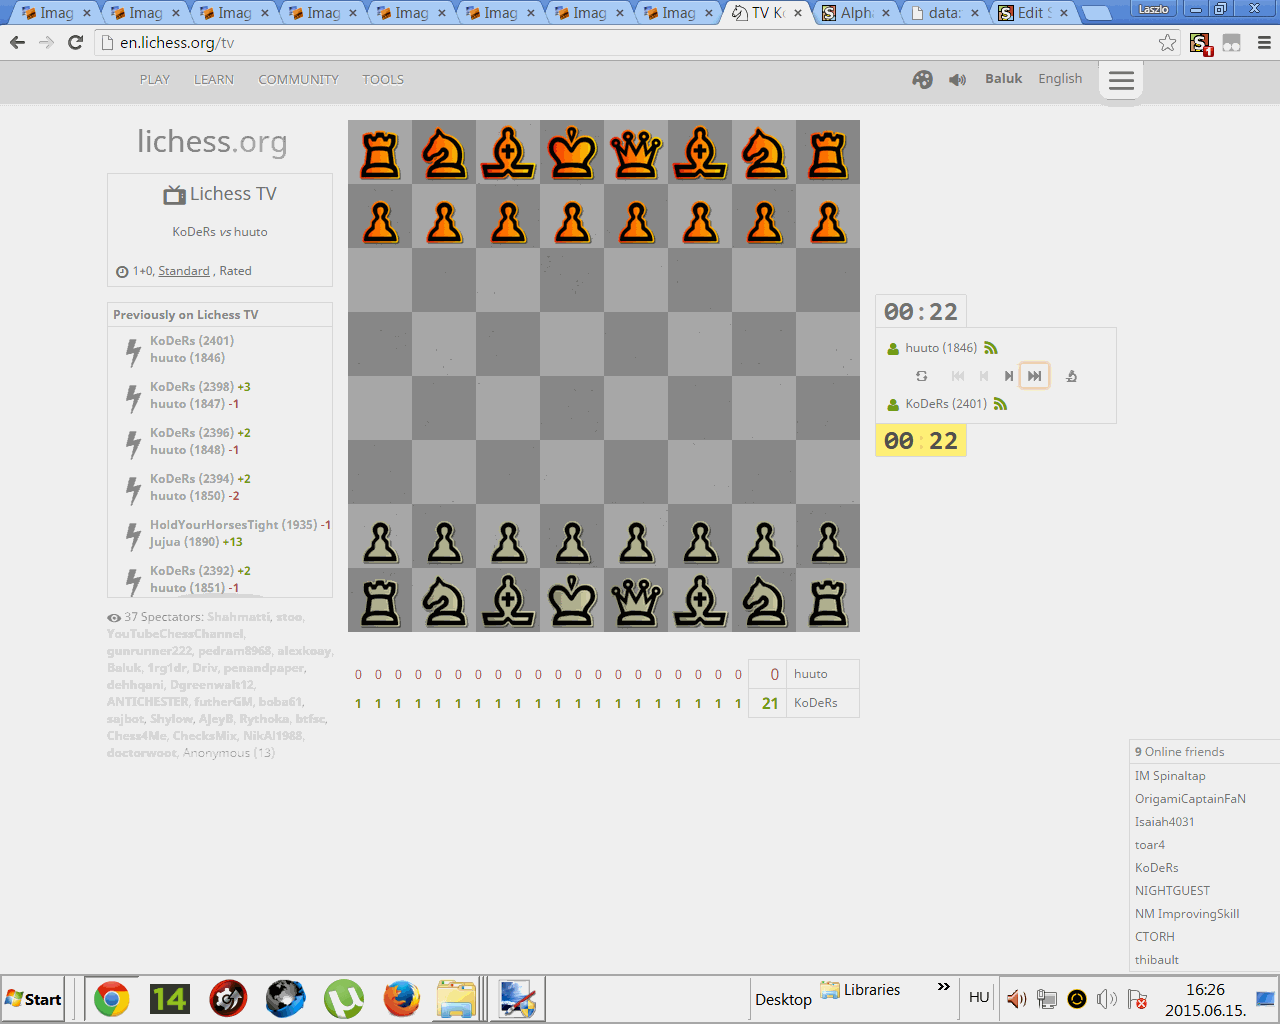 Imag
Imag
Imag
Imag
Imag
Imag
Imag
Imag
TV K
Alph
data:
Edit S
Laszlo
en.lichess.org/tv
1
PLAY
LEARN
COMMUNITY
TOOLS
Baluk
English
lichess.org
Lichess TV
KoDeRs vs huuto
1+0, Standard , Rated
Previously on Lichess TV
KoDeRs (2401)
huuto (1846)
KoDeRs (2398) +3
huuto (1847) -1
KoDeRs (2396) +2
huuto (1848) -1
KoDeRs (2394) +2
huuto (1850) -2
HoldYourHorsesTight (1935) -1
Jujua (1890) +13
KoDeRs (2392) +2
huuto (1851) -1
37 Spectators: Shahmatti, stoo,
YouTubeChessChannel,
gunrunner222, pedram8968, alexkoay,
Baluk, 1rg1dr, Driv, penandpaper,
dehhqani, Dgreenwalt12,
ANTICHESTER, futherGM, boba61,
sajbot, Shylow, AJeyB, Rythoka, btfsc,
Chess4Me, ChecksMix, NikAl1988,
doctorwoot, Anonymous (13)
00:22
huuto (1846)
KoDeRs (2401)
00:22
0 0 0 0 0 0 0 0 0 0 0 0 0 0 0 0 0 0 0 0 0 huuto
1 1 1 1 1 1 1 1 1 1 1 1 1 1 1 1 1 1 1 1 21 KoDeRs
9 Online friends
IM Spinaltap
OrigamiCaptainFaN
Isaiah4031
toar4
KoDeRs
NIGHTGUEST
NM ImprovingSkill
CTORH
thibault
Start
14
Desktop
Libraries
»
HU
16:26
2015.06.15.